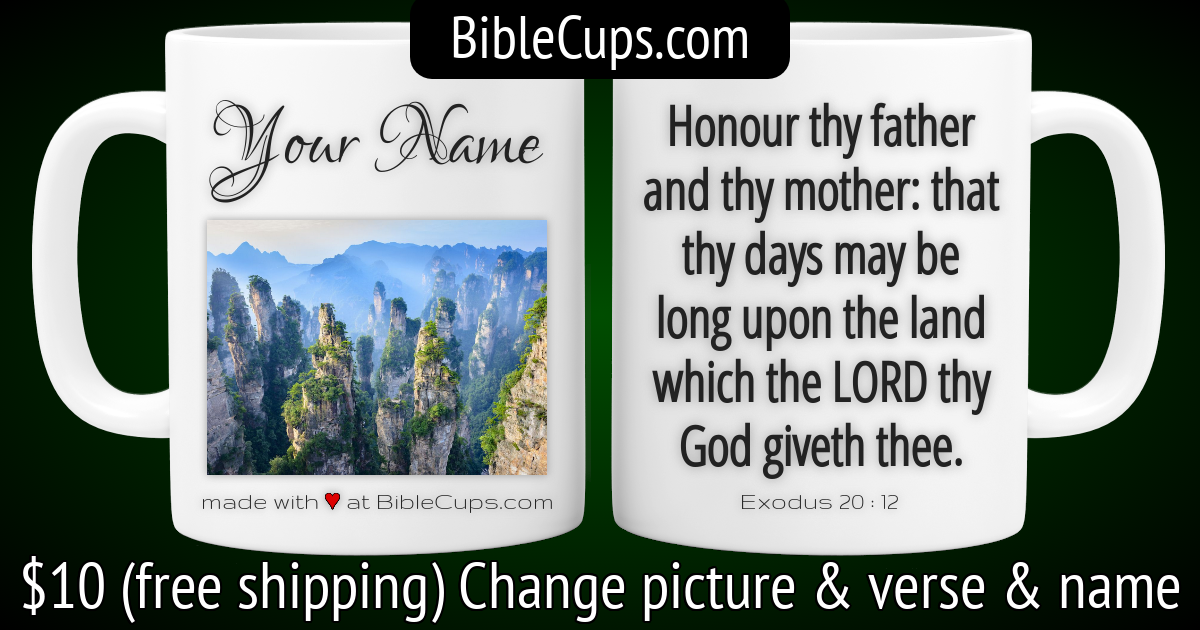 BibleCups.com
Your Name
made with ♥ at BibleCups.com
Honour thy father
and thy mother: that
thy days may be
long upon the land
which the LORD thy
God giveth thee.
Exodus 20 : 12
$10 (free shipping) Change picture & verse & name